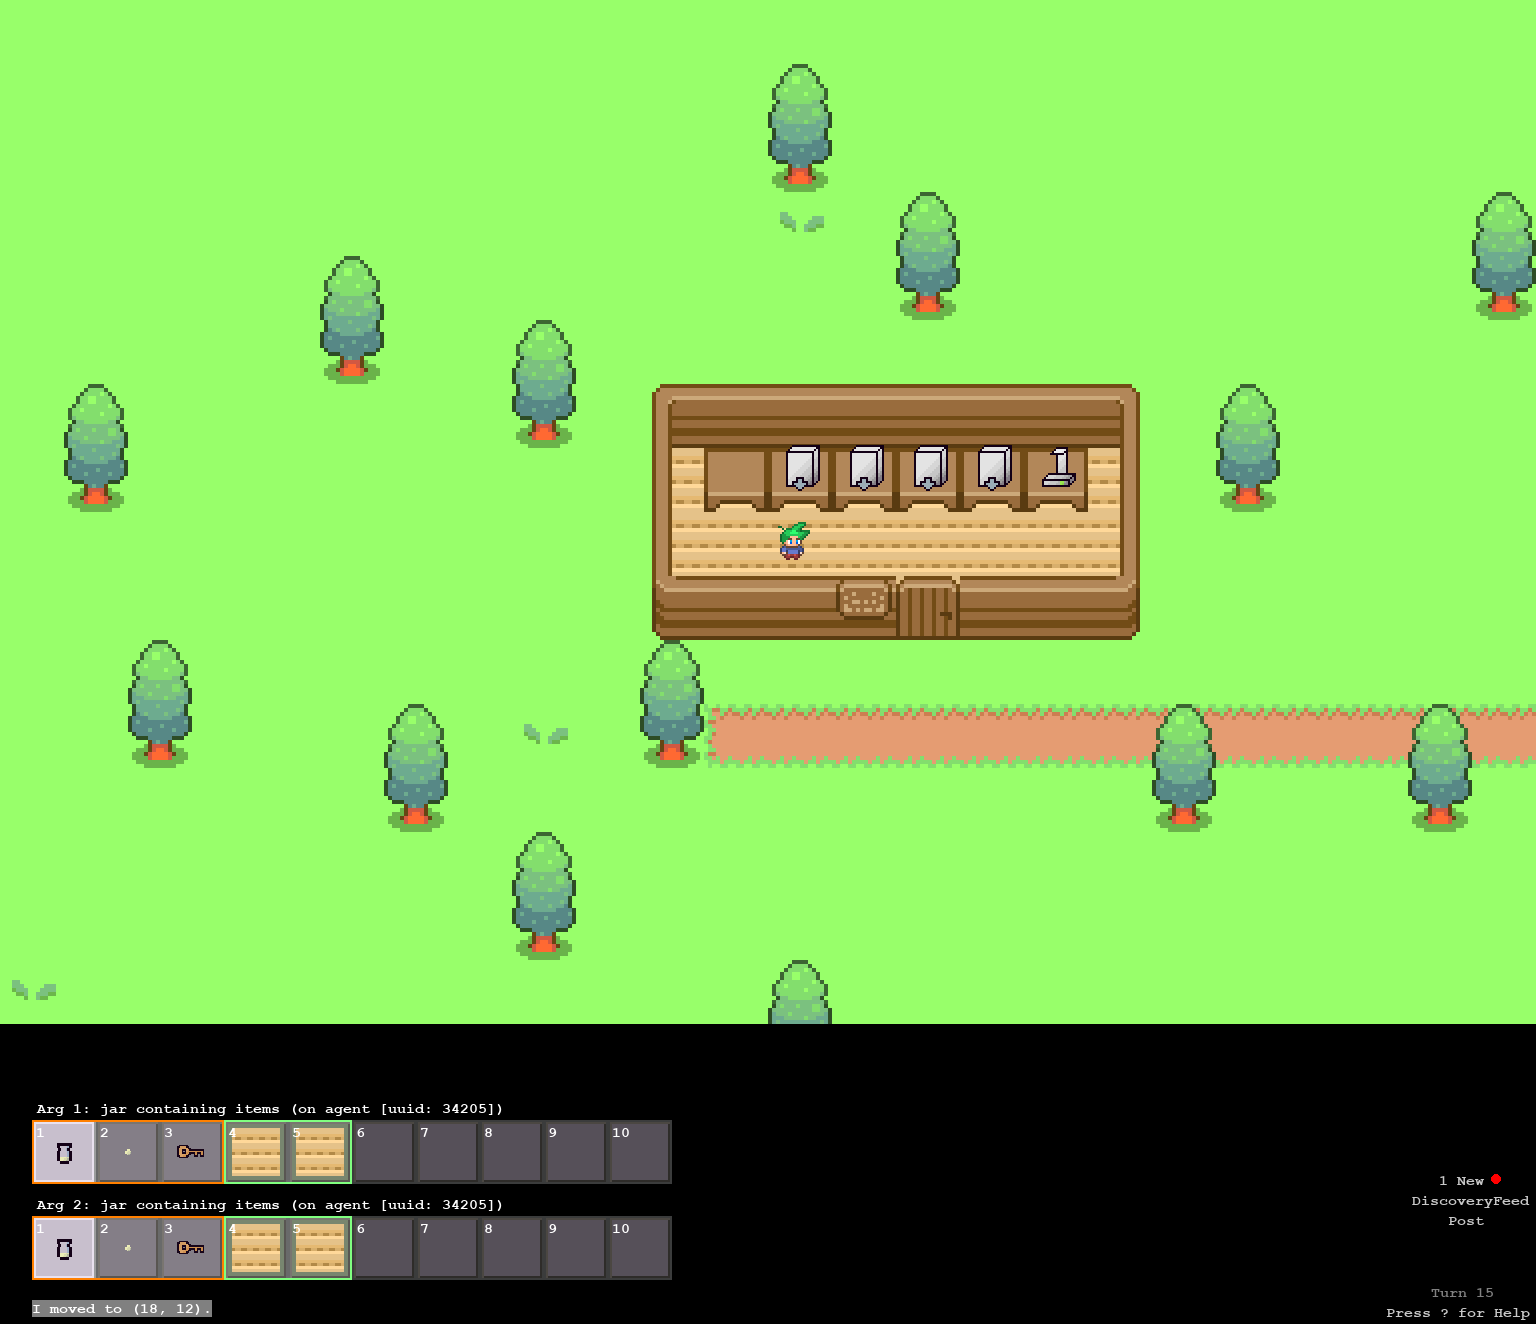 Arg 1: jar containing items (on agent [uuid: 34205])
1 2 3 4 5 6 7 8 9 10
Arg 2: jar containing items (on agent [uuid: 34205])
1 2 3 4 5 6 7 8 9 10
I moved to (18, 12).
1 New
DiscoveryFeed
Post
Turn 15
Press ? for Help